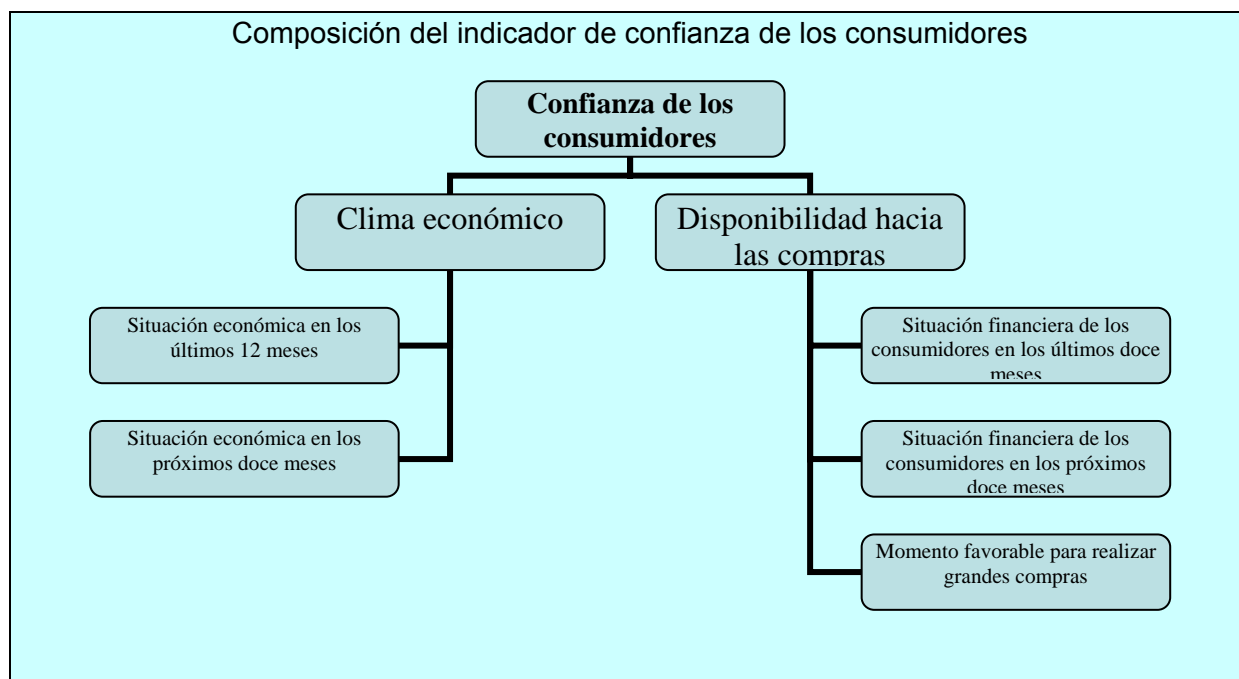 Composición del indicador de confianza de los consumidores
Confianza de los
consumidores
Clima económico
Disponibilidad hacia
las compras
Situación económica en los
últimos 12 meses
Situación económica en los
próximos doce meses
Situación financiera de los
consumidores en los últimos doce
meses
Situación financiera de los
consumidores en los próximos
doce meses
Momento favorable para realizar
grandes compras